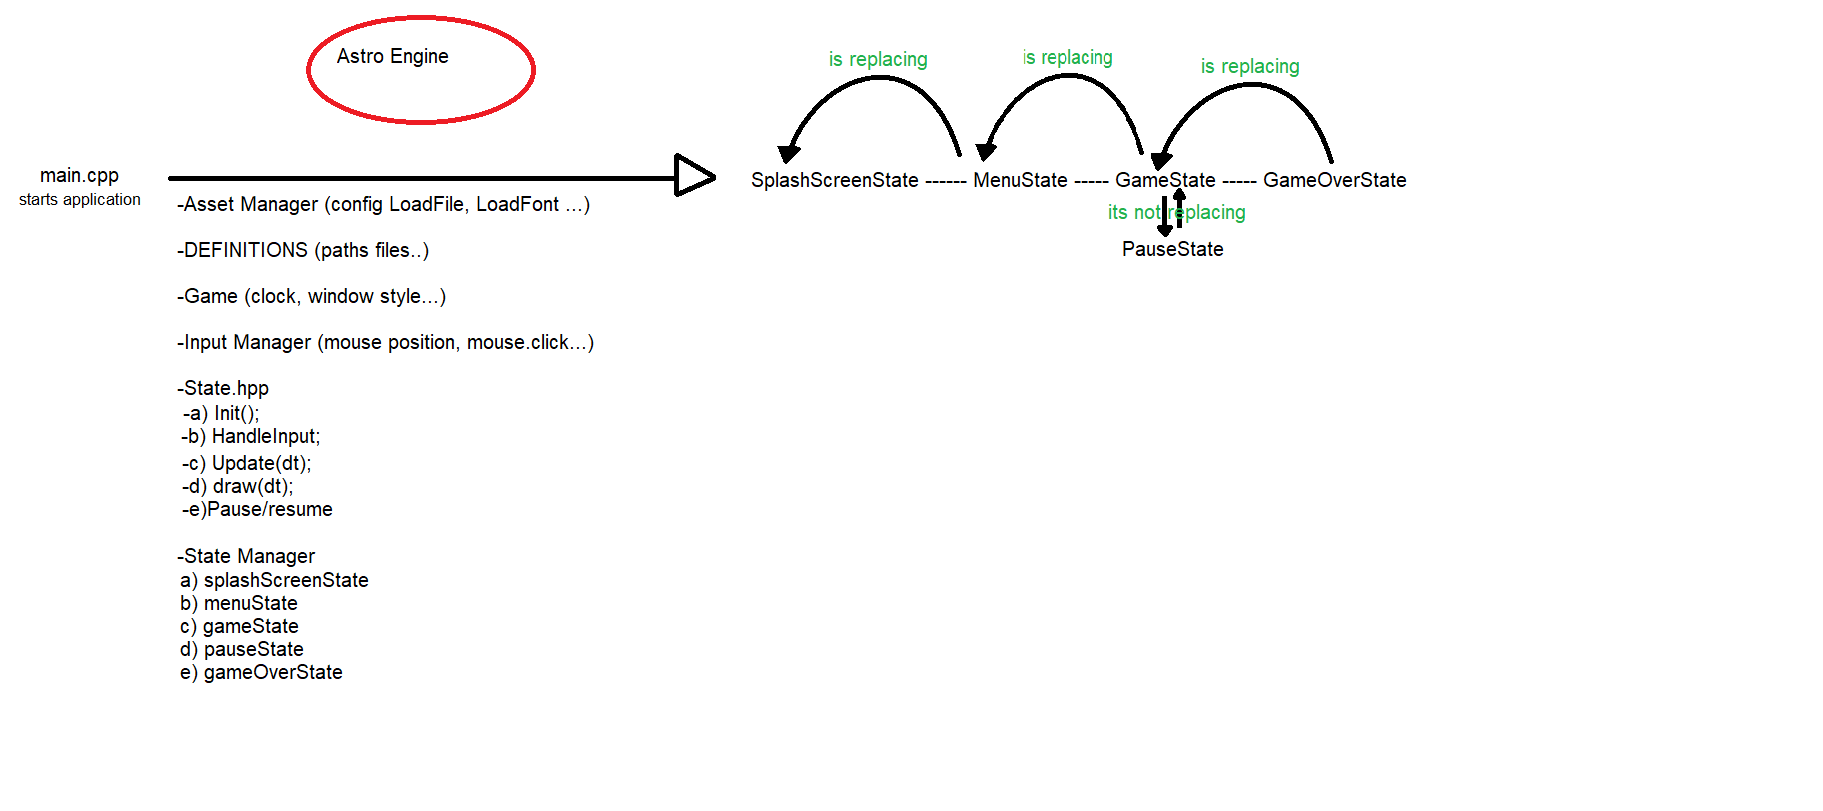 Astro Engine
is replacing
is replacing
is replacing
main.cpp
starts application
SplashScreenState ------ MenuState ----- GameState ----- GameOverState
its not replacing
PauseState
-Asset Manager (config LoadFile, LoadFont ...)
-DEFINITIONS (paths files..)
-Game (clock, window style...)
-Input Manager (mouse position, mouse.click...)
-State.hpp
-a) Init();
-b) HandleInput;
-c) Update(dt);
-d) draw(dt);
-e)Pause/resume
-State Manager
a) splashScreenState
b) menuState
c) gameState
d) pauseState
e) gameOverState